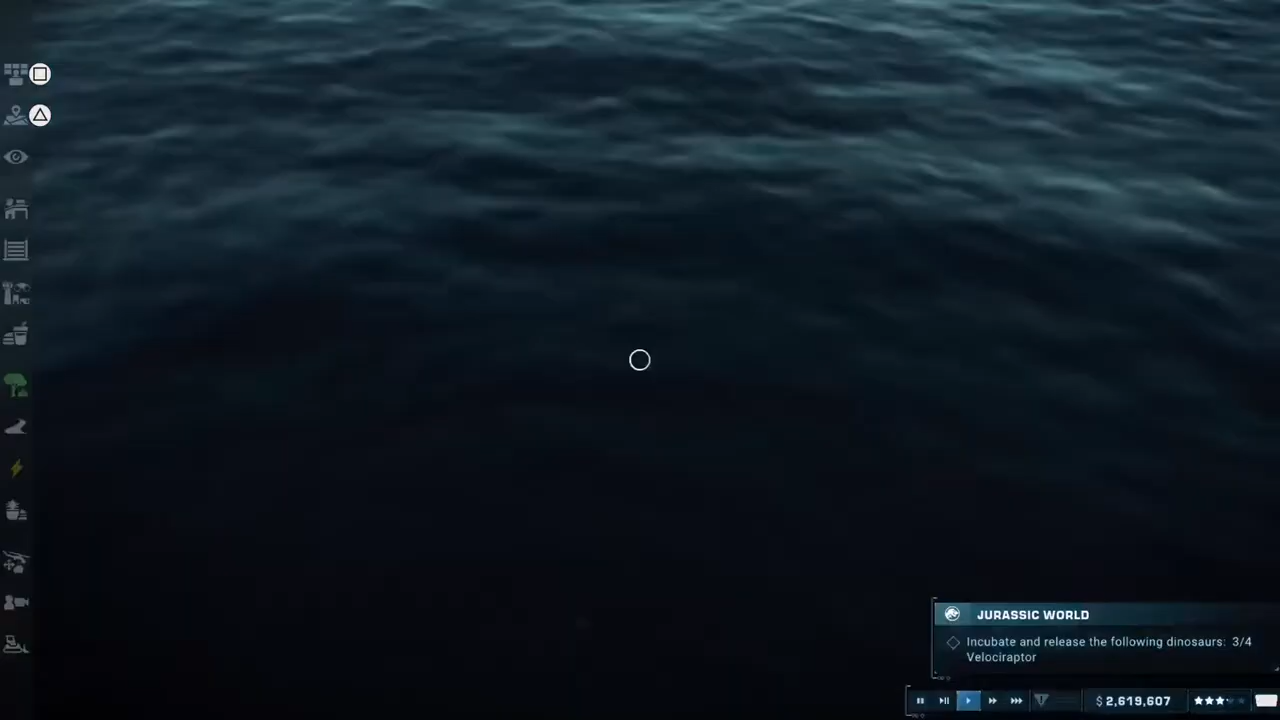 JURASSIC WORLD
Incubate and release the following dinosaurs: 3/4
Velociraptor
$ 2,619,607